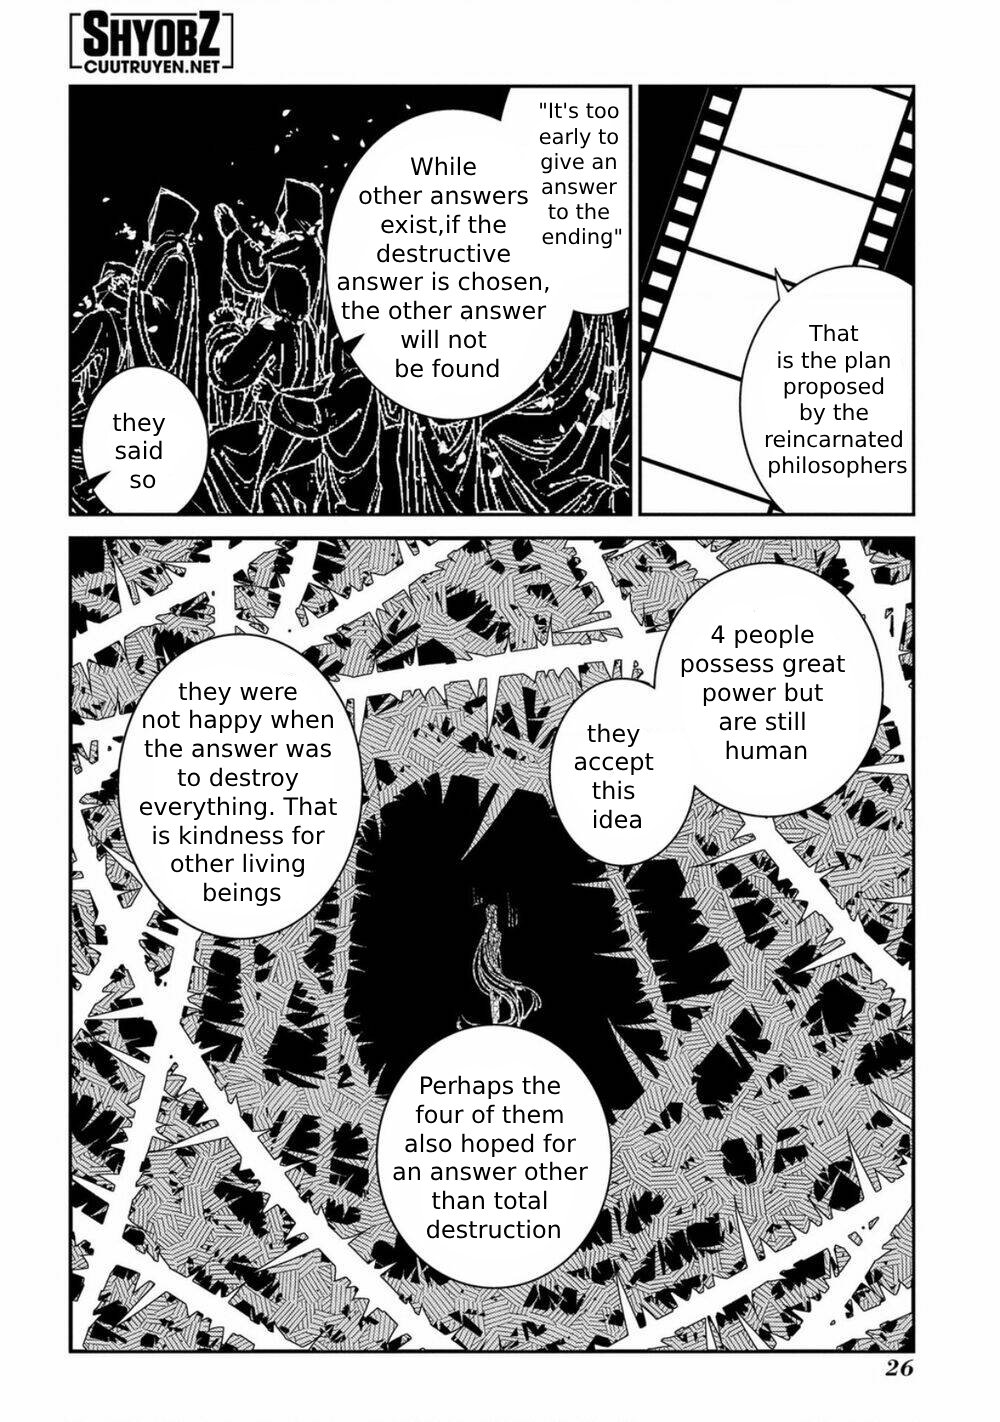 SHYOBZ
CUUTRUYEN.NET
That
is the plan
proposed
by the
reincarnated
philosophers
"It's too
early to
give an
answer
to the
ending"
While
other answers
exist,if the
destructive
answer is chosen,
the other answer
will not
be found
they
said
so
4 people
possess great
power but
are still
human
they
accept
this
idea
they were
not happy when
the answer was
to destroy
everything. That
is kindness for
other living
beings
Perhaps the
four of them
also hoped for
an answer other
than total
destruction
26